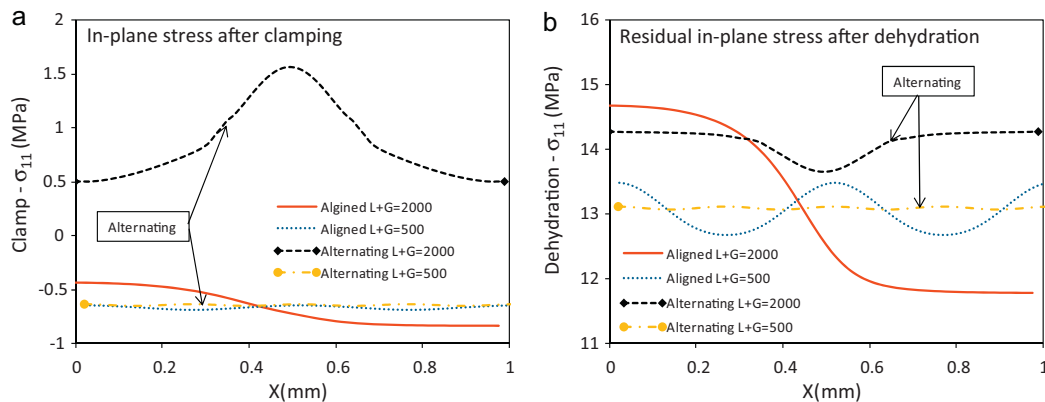 a
In-plane stress after clamping
Clamp - σ11 (MPa)
2
1.5
1
0.5
0
-0.5
-1
Alternating
Algined L+G=2000
Aligned L+G=500
Alternating L+G=2000
Alternating L+G=500
0
0.2
0.4
0.6
0.8
1
X(mm)
b
Residual in-plane stress after dehydration
Dehydration - σ11 (MPa)
16
15
14
13
12
11
Alternating
Aligned L+G=2000
Aligned L+G=500
Alternating L+G=2000
Alternating L+G=500
0
0.2
0.4
0.6
0.8
1
X(mm)